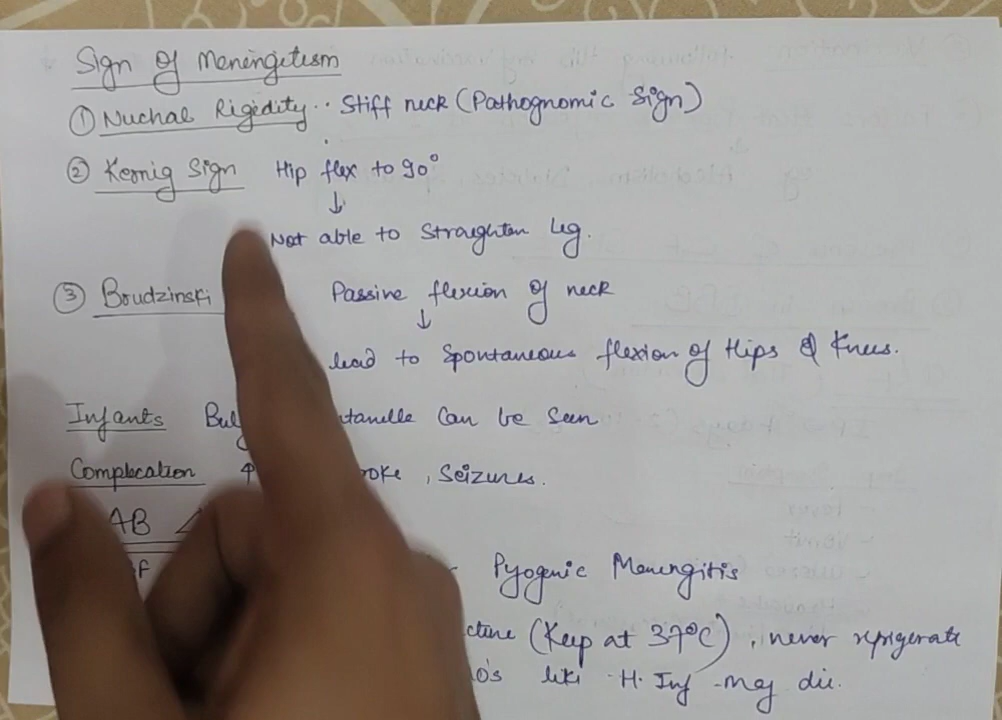 Sign of Meningitism
① Nuchal Rigidity.. Stiff neck (Pathognomic Sign)
② Kernig Sign Hip flex to 90°
↓
Not able to Straighten leg.
③ Brudzinski Passive flexion of neck
↓
lead to Spontaneous flexion of Hips & Knees.
Infants can be seen
Complication ↑ , Seizures.
AB
Pyogenic Meningitis
(Keep at 37°C), never refrigerate
like H. Inf may die.